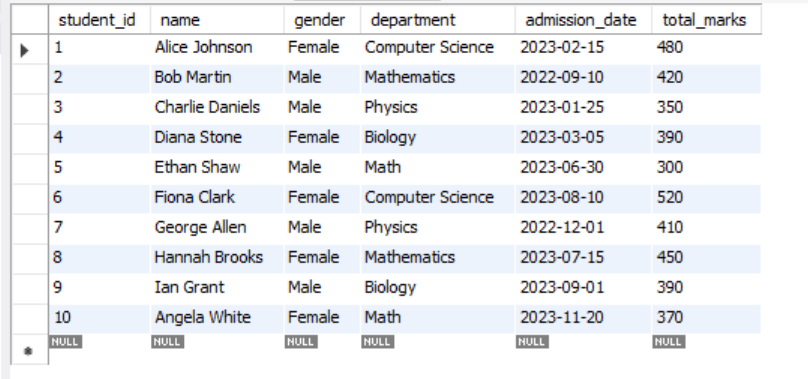 student_id name gender department admission_date total_marks
1 Alice Johnson Female Computer Science 2023-02-15 480
2 Bob Martin Male Mathematics 2022-09-10 420
3 Charlie Daniels Male Physics 2023-01-25 350
4 Diana Stone Female Biology 2023-03-05 390
5 Ethan Shaw Male Math 2023-06-30 300
6 Fiona Clark Female Computer Science 2023-08-10 520
7 George Allen Male Physics 2022-12-01 410
8 Hannah Brooks Female Mathematics 2023-07-15 450
9 Ian Grant Male Biology 2023-09-01 390
10 Angela White Female Math 2023-11-20 370
NULL NULL NULL NULL NULL NULL